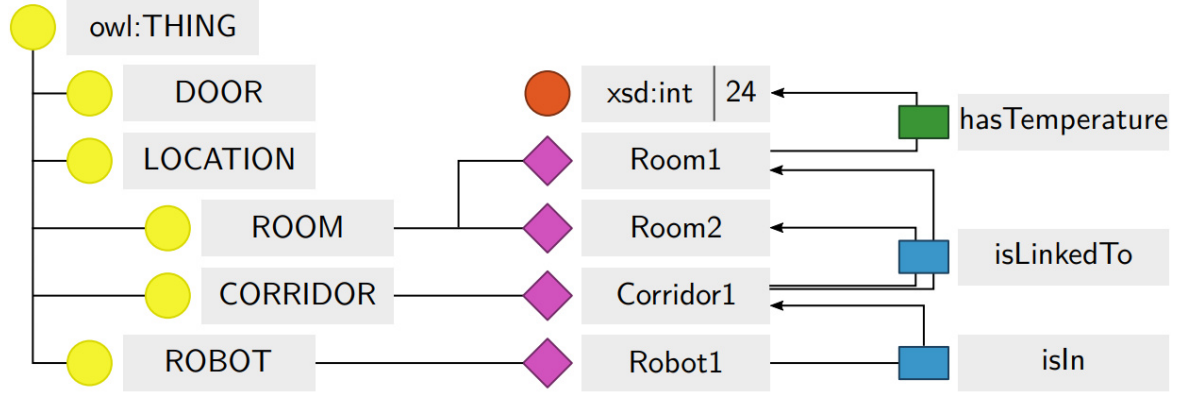 owl:THING
DOOR
xsd:int 24
hasTemperature
LOCATION
Room1
ROOM
Room2
isLinkedTo
CORRIDOR
Corridor1
ROBOT
Robot1
isIn